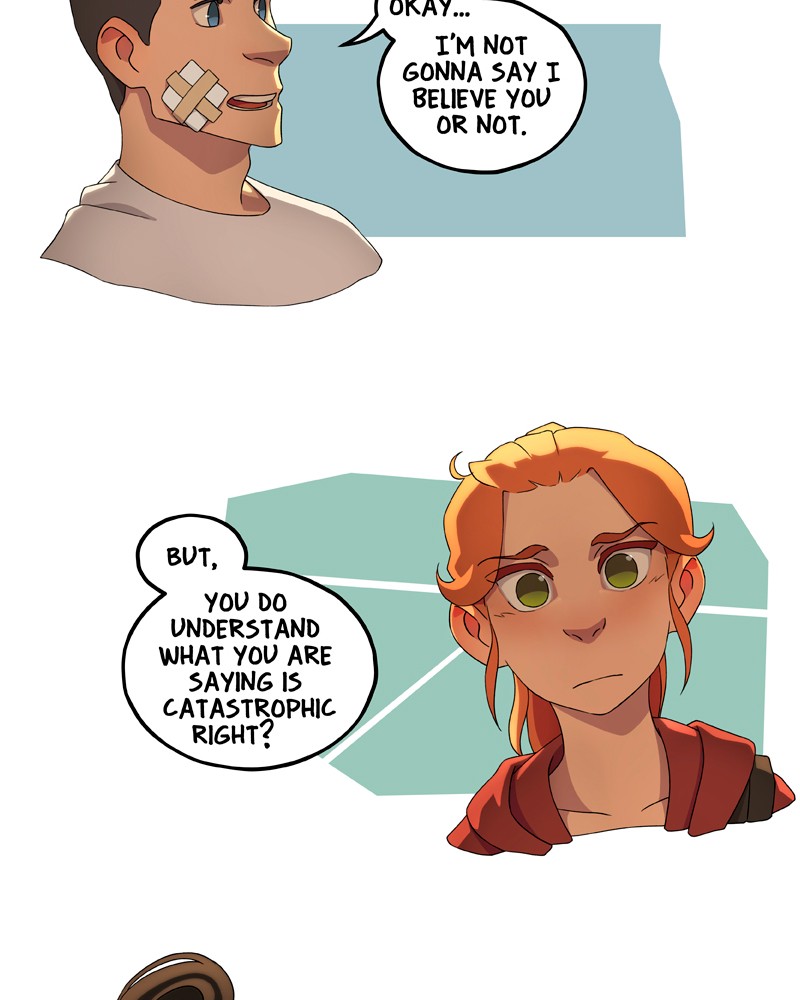 OKAY...
I'M NOT
GONNA SAY I
BELIEVE YOU
OR NOT.
BUT,
YOU DO
UNDERSTAND
WHAT YOU ARE
SAYING IS
CATASTROPHIC
RIGHT?